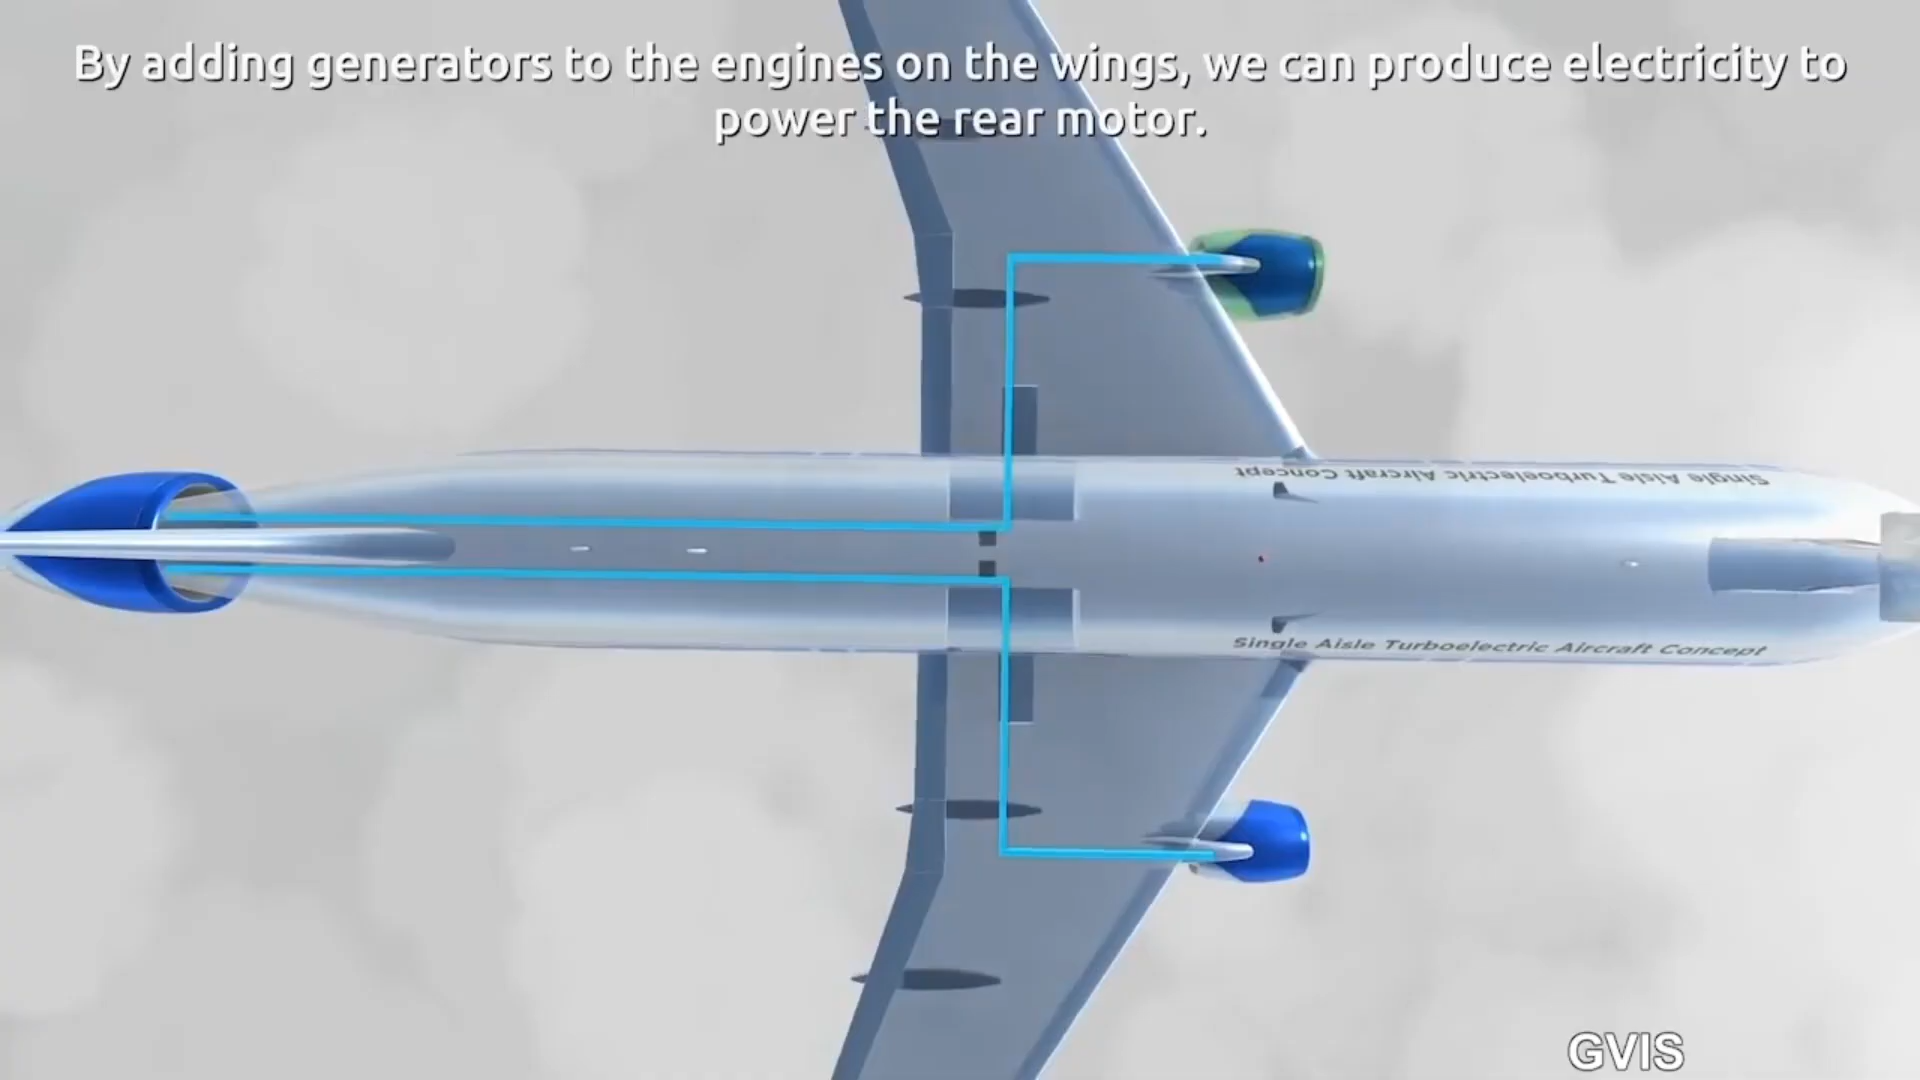 By adding generators to the engines on the wings, we can produce electricity to
power the rear motor.
Single Aisle Turboelectric Aircraft Concept
Single Aisle Turboelectric Aircraft Concept
GVIS